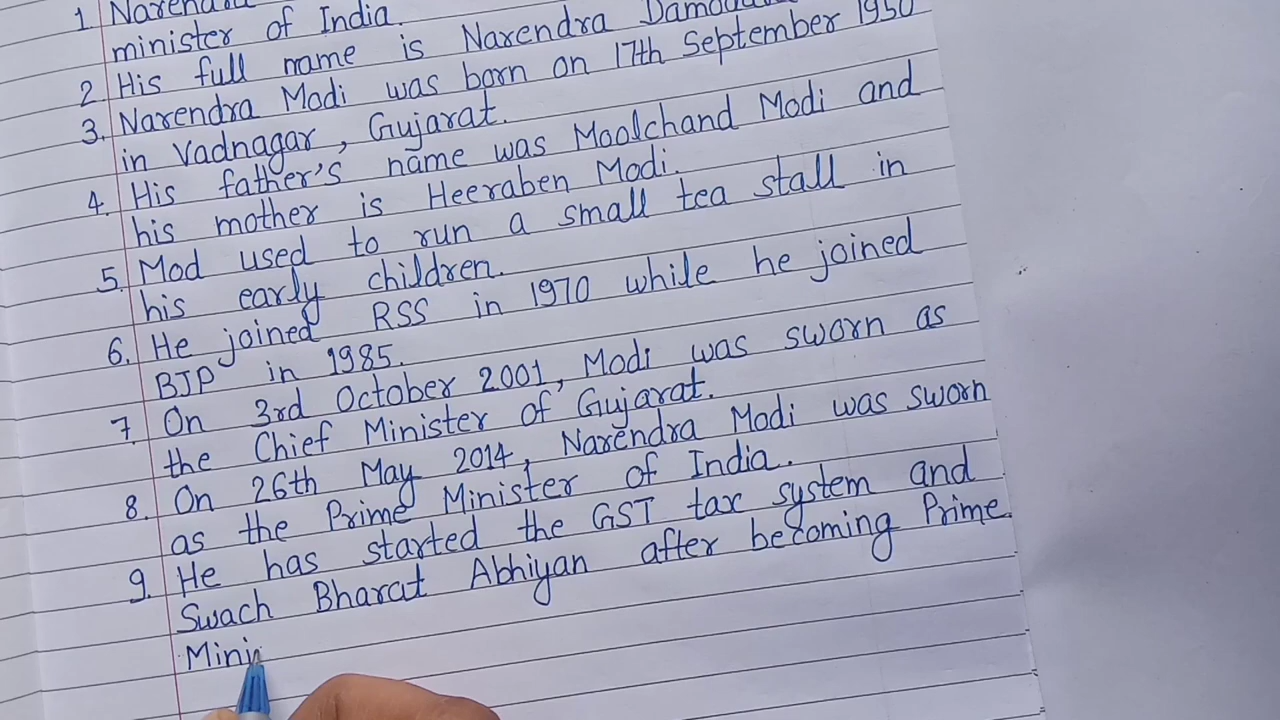 1. Narendra
minister of India.
2. His full name is Narendra
3. Narendra Modi was born on 17th September 1950
in Vadnagar, Gujarat.
4. His father's name was Moolchand Modi and
his mother is Heeraben Modi.
5. Mod used to run a small tea stall in
his early children.
6. He joined RSS in 1970 while he joined
BJP in 1985.
7. On 3rd October 2001, Modi was sworn as
the Chief Minister of Gujarat.
8. On 26th May 2014, Narendra Modi was sworn
as the Prime Minister of India.
9. He has started the GST tax system and
Swach Bharat Abhiyan after becoming Prime
Mini